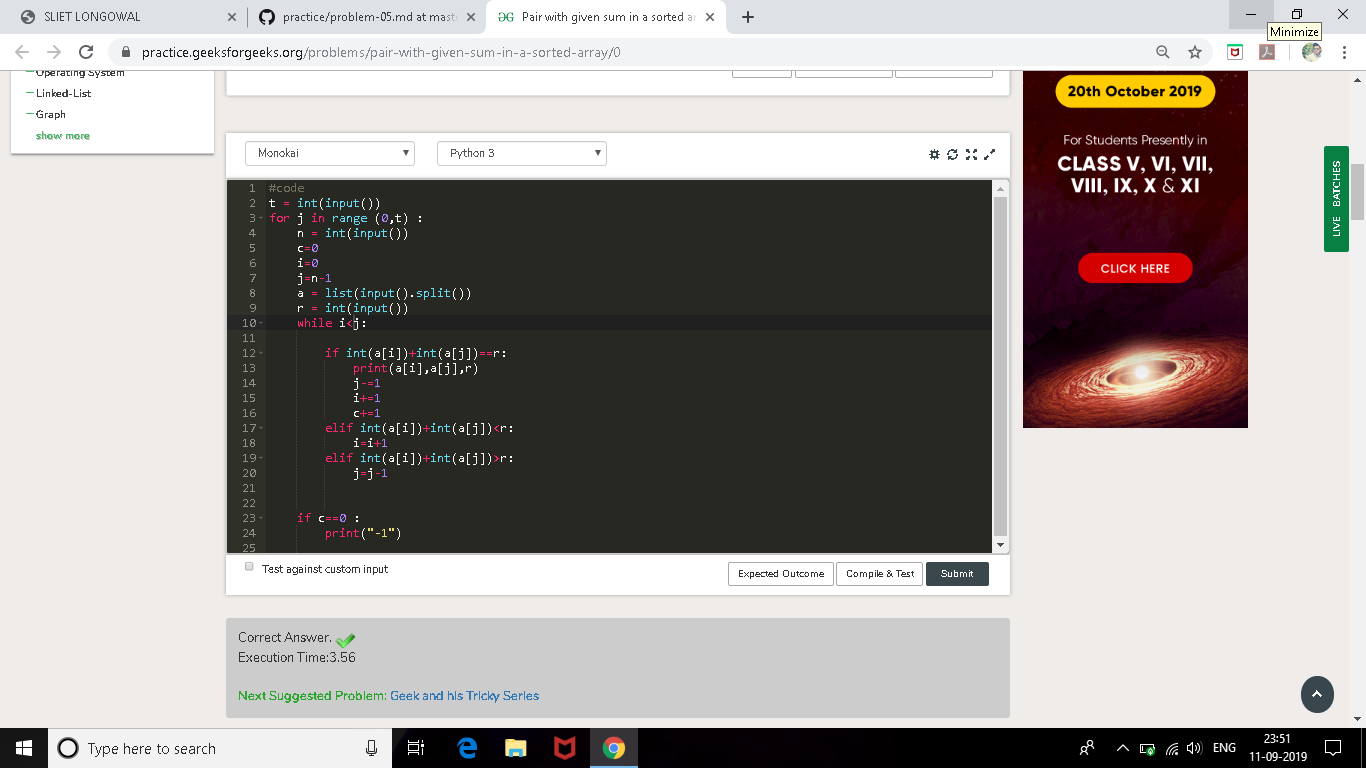 SLIET LONGOWAL
practice/problem-05.md at mast
Pair with given sum in a sorted ar
Minimize
practice.geeksforgeeks.org/problems/pair-with-given-sum-in-a-sorted-array/0
Operating System
Linked-List
Graph
show more
20th October 2019
For Students Presently in
CLASS V, VI, VII,
VIII, IX, X & XI
CLICK HERE
LIVE BATCHES
Monokai
Python 3
1 #code
2 t = int(input())
3 for j in range (0,t) :
4 n = int(input())
5 c=0
6 i=0
7 j=n-1
8 a = list(input().split())
9 r = int(input())
10 while i<j:
11
12 if int(a[i])+int(a[j])==r:
13 print(a[i],a[j],r)
14 j-=1
15 i+=1
16 c+=1
17 elif int(a[i])+int(a[j])<r:
18 i=i+1
19 elif int(a[i])+int(a[j])>r:
20 j=j-1
21
22
23 if c==0 :
24 print("-1")
25
Test against custom input
Expected Outcome
Compile & Test
Submit
Correct Answer.
Execution Time:3.56
Next Suggested Problem: Geek and his Tricky Series
Type here to search
ENG
23:51
11-09-2019